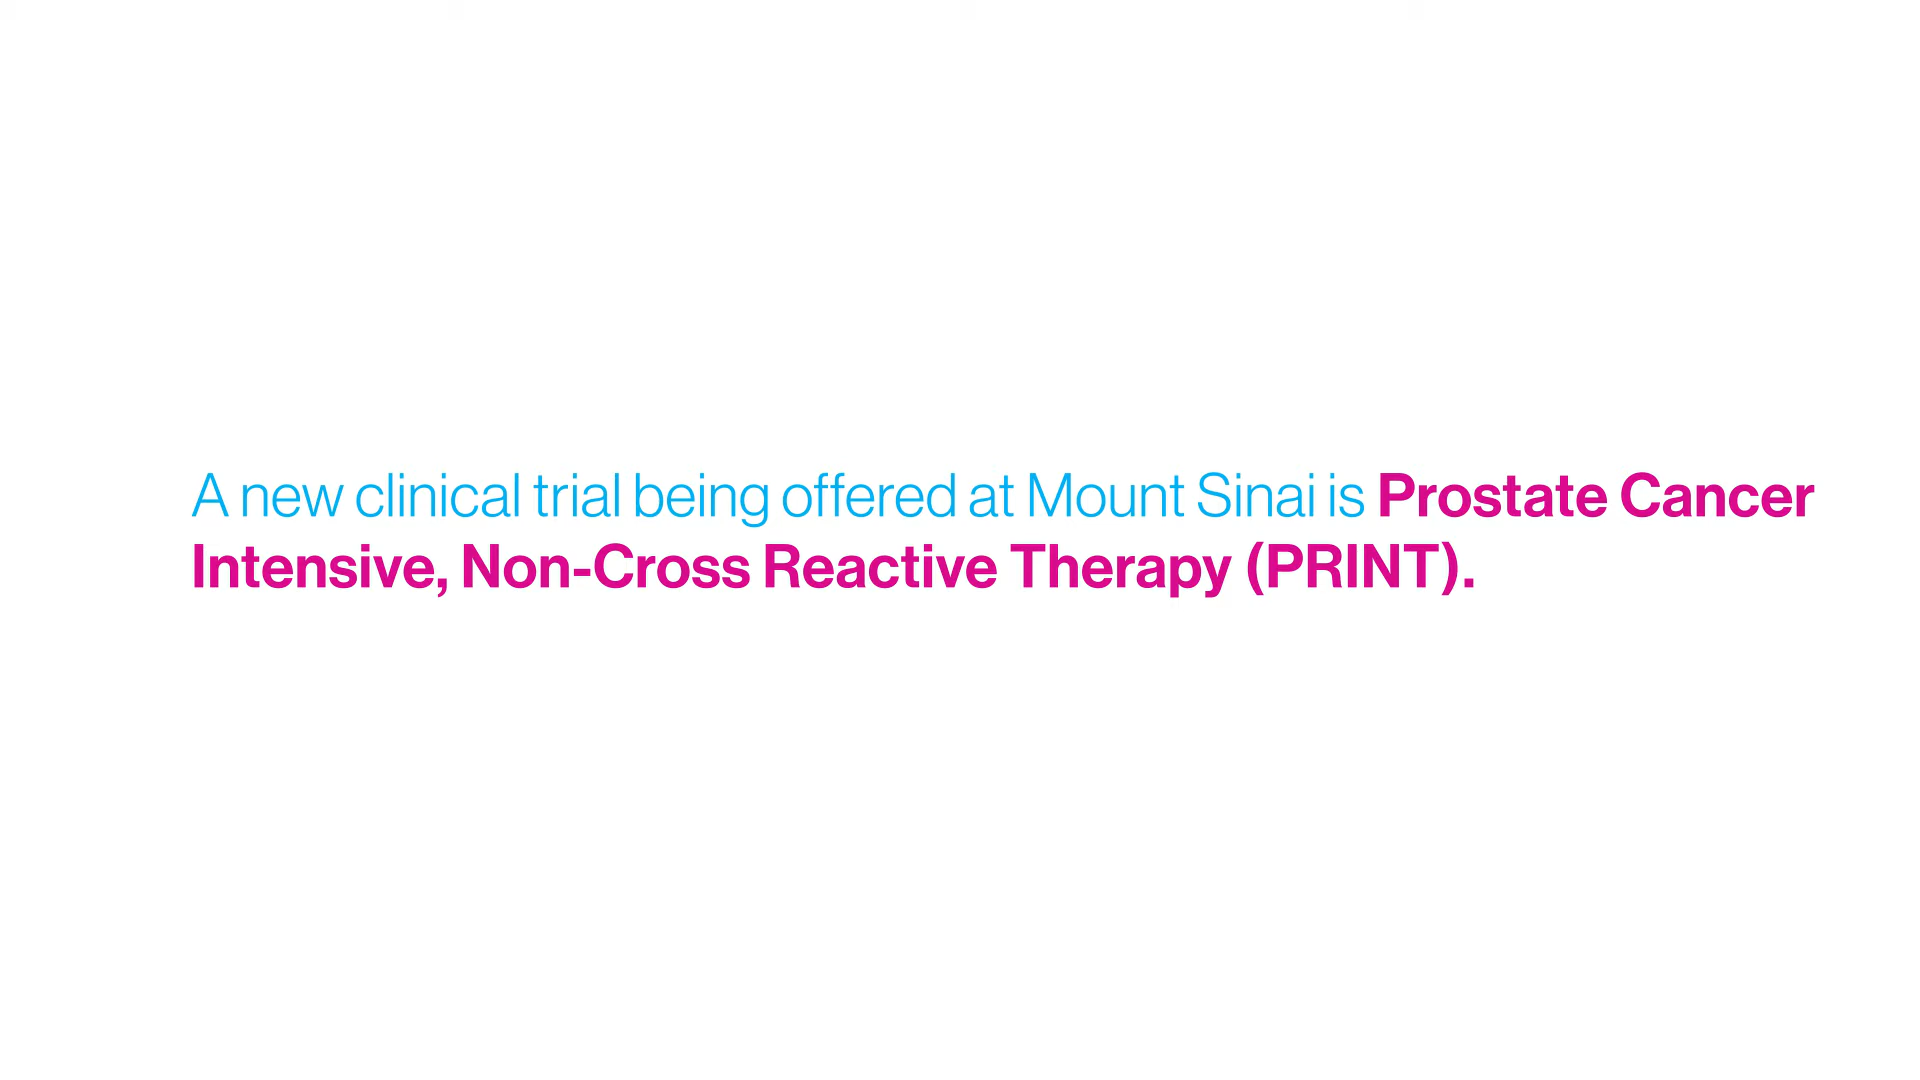 A new clinical trial being offered at Mount Sinai is Prostate Cancer
Intensive, Non-Cross Reactive Therapy (PRINT).